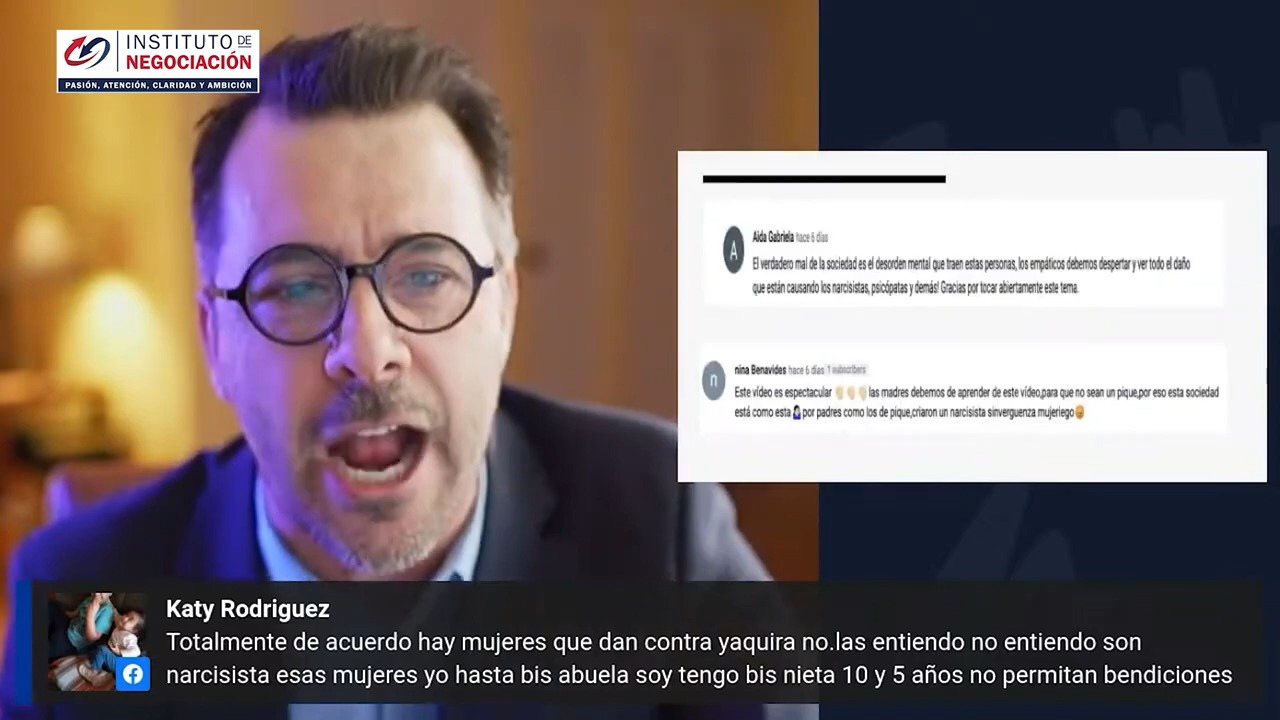 INSTITUTO DE
NEGOCIACIÓN
PASIÓN, ATENCIÓN, CLARIDAD Y AMBICIÓN
A
Aida Gabriela hace 6 días
El verdadero mal de la sociedad es el desorden mental que traen estas personas, los empáticos debemos despertar y ver todo el daño
que están causando los narcisistas, psicópatas y demás! Gracias por tocar abiertamente este tema.
n
nina Benavides hace 6 días 1 subscribers
Este vídeo es espectacular 👏🏻👏🏻👏🏻las madres debemos de aprender de este vídeo,para que no sean un pique,por eso esta sociedad
está como esta 🤷🏻‍♀️por padres como los de pique,criaron un narcisista sinverguenza mujeriego😡
Katy Rodriguez
Totalmente de acuerdo hay mujeres que dan contra yaquira no.las entiendo no entiendo son
narcisista esas mujeres yo hasta bis abuela soy tengo bis nieta 10 y 5 años no permitan bendiciones